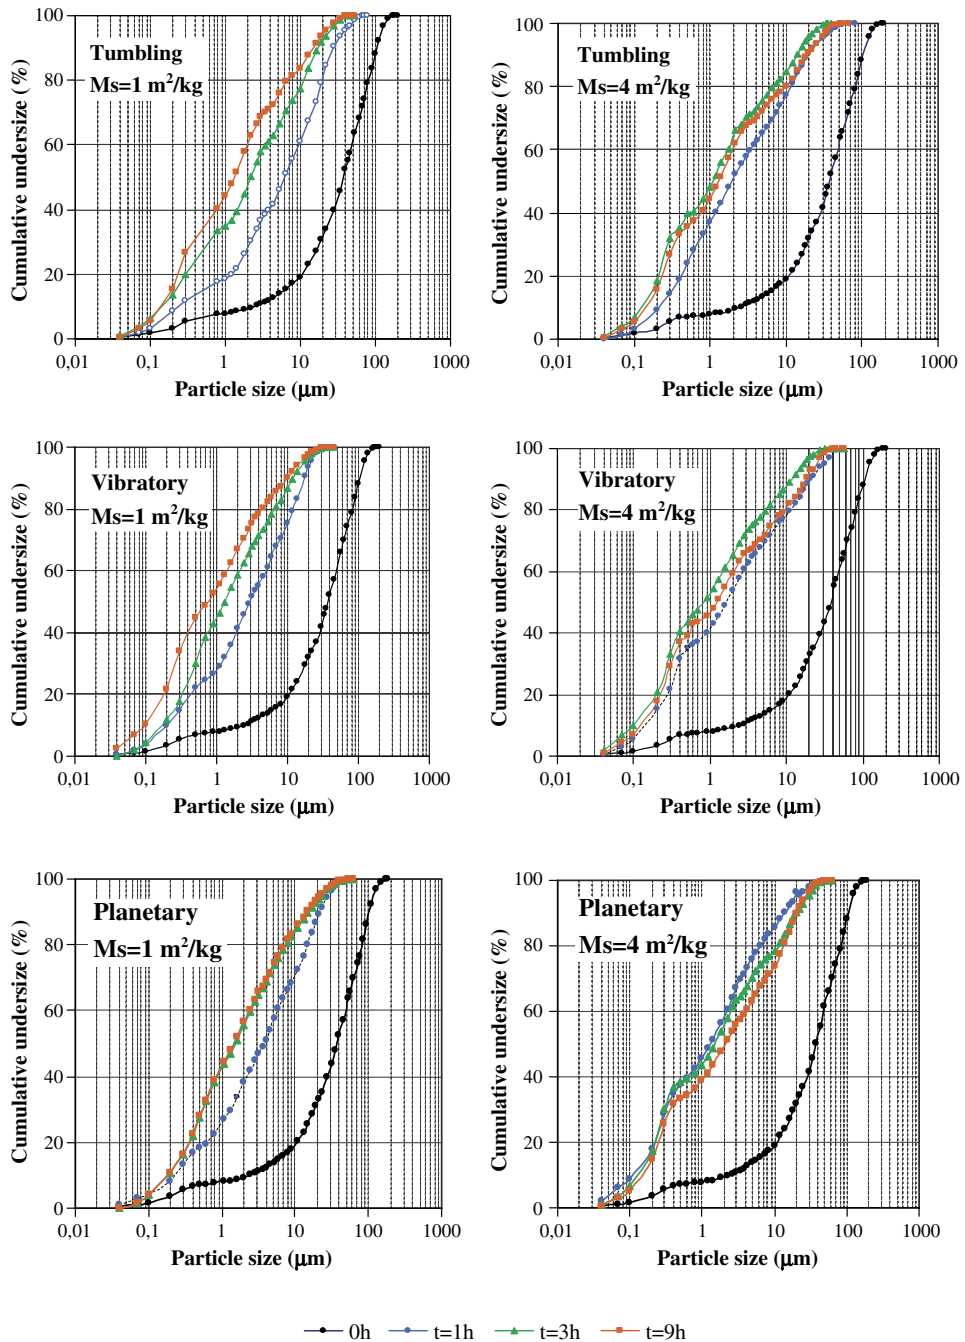 Tumbling
Ms=1 m²/kg
Cumulative undersize (%)
100
80
60
40
20
0
0,01 0,1 1 10 100 1000
Particle size (μm)
Tumbling
Ms=4 m²/kg
Cumulative undersize (%)
100
80
60
40
20
0
0,01 0,1 1 10 100 1000
Particle size (μm)
Vibratory
Ms=1 m²/kg
Cumulative undersize (%)
100
80
60
40
20
0
0,01 0,1 1 10 100 1000
Particle size (μm)
Vibratory
Ms=4 m²/kg
Cumulative undersize (%)
100
80
60
40
20
0
0,01 0,1 1 10 100 1000
Particle size (μm)
Planetary
Ms=1 m²/kg
Cumulative undersize (%)
100
80
60
40
20
0
0,01 0,1 1 10 100 1000
Particle size (μm)
Planetary
Ms=4 m²/kg
Cumulative undersize (%)
100
80
60
40
20
0
0,01 0,1 1 10 100 1000
Particle size (μm)
0h t=1h t=3h t=9h